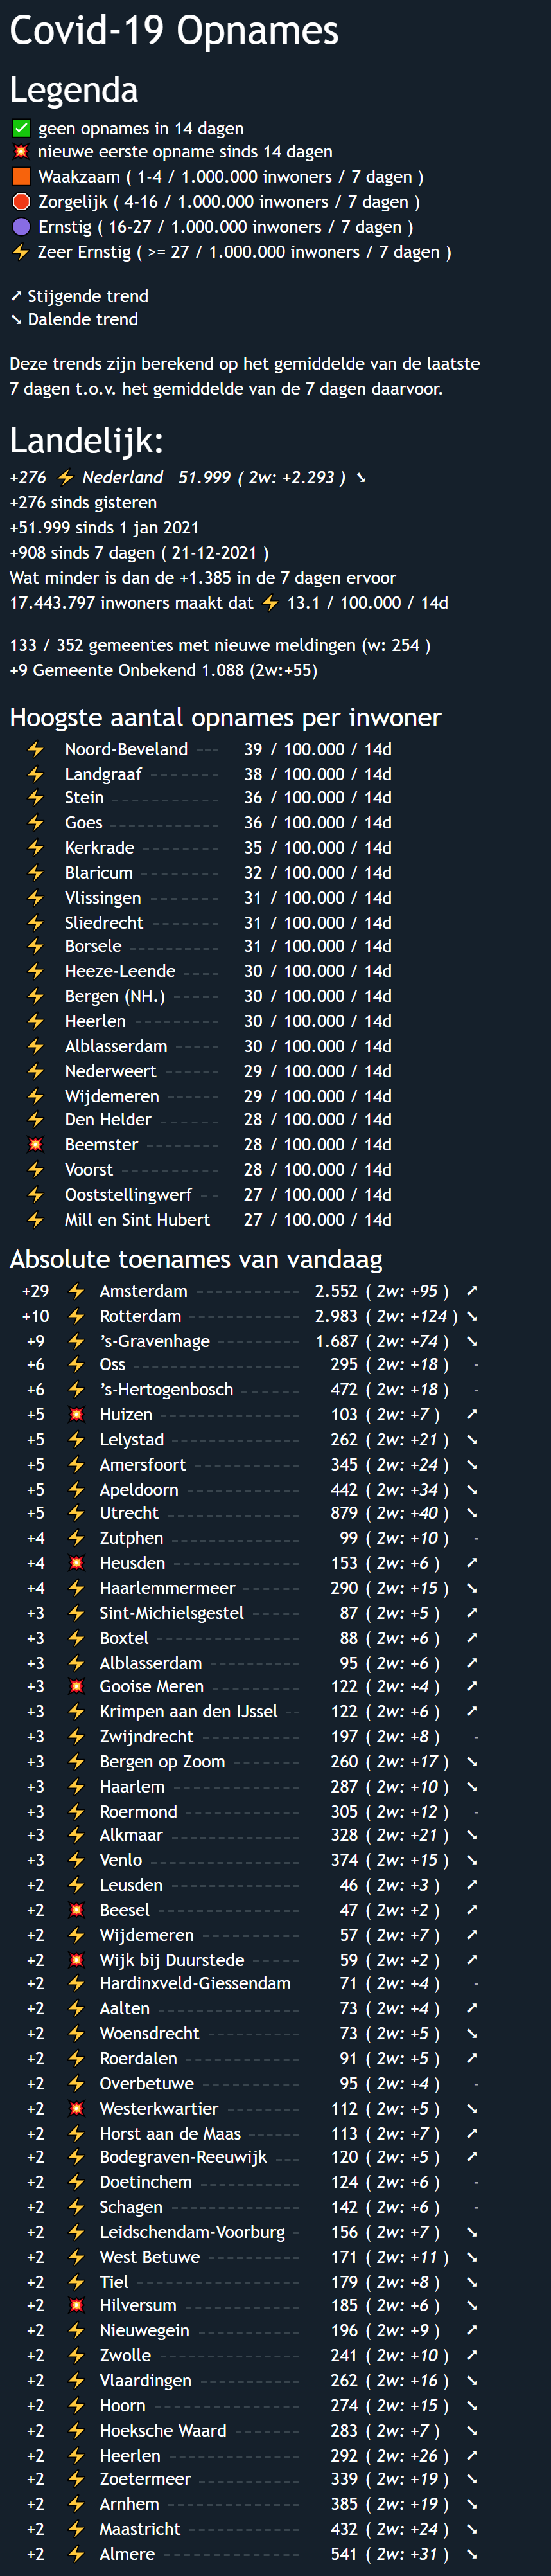 Covid-19 Opnames
Legenda
✅ geen opnames in 14 dagen
💥 nieuwe eerste opname sinds 14 dagen
🟧 Waakzaam ( 1-4 / 1.000.000 inwoners / 7 dagen )
🛑 Zorgelijk ( 4-16 / 1.000.000 inwoners / 7 dagen )
🟣 Ernstig ( 16-27 / 1.000.000 inwoners / 7 dagen )
⚡ Zeer Ernstig ( >= 27 / 1.000.000 inwoners / 7 dagen )
➚ Stijgende trend
➘ Dalende trend
Deze trends zijn berekend op het gemiddelde van de laatste
7 dagen t.o.v. het gemiddelde van de 7 dagen daarvoor.
Landelijk:
+276 ⚡ Nederland 51.999 ( 2w: +2.293 ) ➘
+276 sinds gisteren
+51.999 sinds 1 jan 2021
+908 sinds 7 dagen ( 21-12-2021 )
Wat minder is dan de +1.385 in de 7 dagen ervoor
17.443.797 inwoners maakt dat ⚡ 13.1 / 100.000 / 14d
133 / 352 gemeentes met nieuwe meldingen (w: 254 )
+9 Gemeente Onbekend 1.088 (2w:+55)
Hoogste aantal opnames per inwoner
⚡ Noord-Beveland --- 39 / 100.000 / 14d
⚡ Landgraaf ------- 38 / 100.000 / 14d
⚡ Stein ----------- 36 / 100.000 / 14d
⚡ Goes ----------- 36 / 100.000 / 14d
⚡ Kerkrade -------- 35 / 100.000 / 14d
⚡ Blaricum -------- 32 / 100.000 / 14d
⚡ Vlissingen ------- 31 / 100.000 / 14d
⚡ Sliedrecht ------- 31 / 100.000 / 14d
⚡ Borsele --------- 31 / 100.000 / 14d
⚡ Heeze-Leende ---- 30 / 100.000 / 14d
⚡ Bergen (NH.) ----- 30 / 100.000 / 14d
⚡ Heerlen --------- 30 / 100.000 / 14d
⚡ Alblasserdam ----- 30 / 100.000 / 14d
⚡ Nederweert ------ 29 / 100.000 / 14d
⚡ Wijdemeren ------ 29 / 100.000 / 14d
⚡ Den Helder ------ 28 / 100.000 / 14d
💥 Beemster -------- 28 / 100.000 / 14d
⚡ Voorst ---------- 28 / 100.000 / 14d
⚡ Ooststellingwerf -- 27 / 100.000 / 14d
⚡ Mill en Sint Hubert 27 / 100.000 / 14d
Absolute toenames van vandaag
+29 ⚡ Amsterdam ----------- 2.552 ( 2w: +95 ) ➚
+10 ⚡ Rotterdam ----------- 2.983 ( 2w: +124 ) ➘
+9 ⚡ 's-Gravenhage --------- 1.687 ( 2w: +74 ) ➘
+6 ⚡ Oss ----------------- 295 ( 2w: +18 ) -
+6 ⚡ 's-Hertogenbosch ------ 472 ( 2w: +18 ) -
+5 💥 Huizen -------------- 103 ( 2w: +7 ) ➚
+5 ⚡ Lelystad ------------- 262 ( 2w: +21 ) ➘
+5 ⚡ Amersfoort ----------- 345 ( 2w: +24 ) ➘
+5 ⚡ Apeldoorn ----------- 442 ( 2w: +34 ) ➘
+5 ⚡ Utrecht ------------- 879 ( 2w: +40 ) ➘
+4 ⚡ Zutphen ------------- 99 ( 2w: +10 ) -
+4 💥 Heusden ------------- 153 ( 2w: +6 ) ➚
+4 ⚡ Haarlemmermeer ------ 290 ( 2w: +15 ) ➘
+3 ⚡ Sint-Michielsgestel ----- 87 ( 2w: +5 ) ➚
+3 ⚡ Boxtel --------------- 88 ( 2w: +6 ) ➚
+3 ⚡ Alblasserdam --------- 95 ( 2w: +6 ) ➚
+3 💥 Gooise Meren --------- 122 ( 2w: +4 ) ➚
+3 ⚡ Krimpen aan den IJssel -- 122 ( 2w: +6 ) ➚
+3 ⚡ Zwijndrecht ---------- 197 ( 2w: +8 ) -
+3 ⚡ Bergen op Zoom ------- 260 ( 2w: +17 ) ➘
+3 ⚡ Haarlem ------------- 287 ( 2w: +10 ) ➘
+3 ⚡ Roermond ------------ 305 ( 2w: +12 ) -
+3 ⚡ Alkmaar ------------- 328 ( 2w: +21 ) ➘
+3 ⚡ Venlo --------------- 374 ( 2w: +15 ) ➘
+2 ⚡ Leusden ------------- 46 ( 2w: +3 ) ➚
+2 💥 Beesel --------------- 47 ( 2w: +2 ) ➚
+2 ⚡ Wijdemeren ---------- 57 ( 2w: +7 ) ➚
+2 💥 Wijk bij Duurstede ----- 59 ( 2w: +2 ) ➚
+2 ⚡ Hardinxveld-Giessendam 71 ( 2w: +4 ) -
+2 ⚡ Aalten --------------- 73 ( 2w: +4 ) ➚
+2 ⚡ Woensdrecht --------- 73 ( 2w: +5 ) ➘
+2 ⚡ Roerdalen ------------ 91 ( 2w: +5 ) ➚
+2 ⚡ Overbetuwe ---------- 95 ( 2w: +4 ) -
+2 💥 Westerkwartier ------- 112 ( 2w: +5 ) ➘
+2 ⚡ Horst aan de Maas ----- 113 ( 2w: +7 ) ➚
+2 ⚡ Bodegraven-Reeuwijk --- 120 ( 2w: +5 ) ➚
+2 ⚡ Doetinchem ---------- 124 ( 2w: +6 ) -
+2 ⚡ Schagen ------------- 142 ( 2w: +6 ) -
+2 ⚡ Leidschendam-Voorburg - 156 ( 2w: +7 ) ➘
+2 ⚡ West Betuwe --------- 171 ( 2w: +11 ) ➘
+2 ⚡ Tiel ----------------- 179 ( 2w: +8 ) ➘
+2 💥 Hilversum ------------ 185 ( 2w: +6 ) ➘
+2 ⚡ Nieuwegein ---------- 196 ( 2w: +9 ) ➚
+2 ⚡ Zwolle -------------- 241 ( 2w: +10 ) ➚
+2 ⚡ Vlaardingen ---------- 262 ( 2w: +16 ) ➘
+2 ⚡ Hoorn --------------- 274 ( 2w: +15 ) ➘
+2 ⚡ Hoeksche Waard ------ 283 ( 2w: +7 ) ➘
+2 ⚡ Heerlen ------------- 292 ( 2w: +26 ) ➚
+2 ⚡ Zoetermeer ---------- 339 ( 2w: +19 ) ➘
+2 ⚡ Arnhem ------------- 385 ( 2w: +19 ) ➘
+2 ⚡ Maastricht ----------- 432 ( 2w: +24 ) ➘
+2 ⚡ Almere -------------- 541 ( 2w: +31 ) ➘